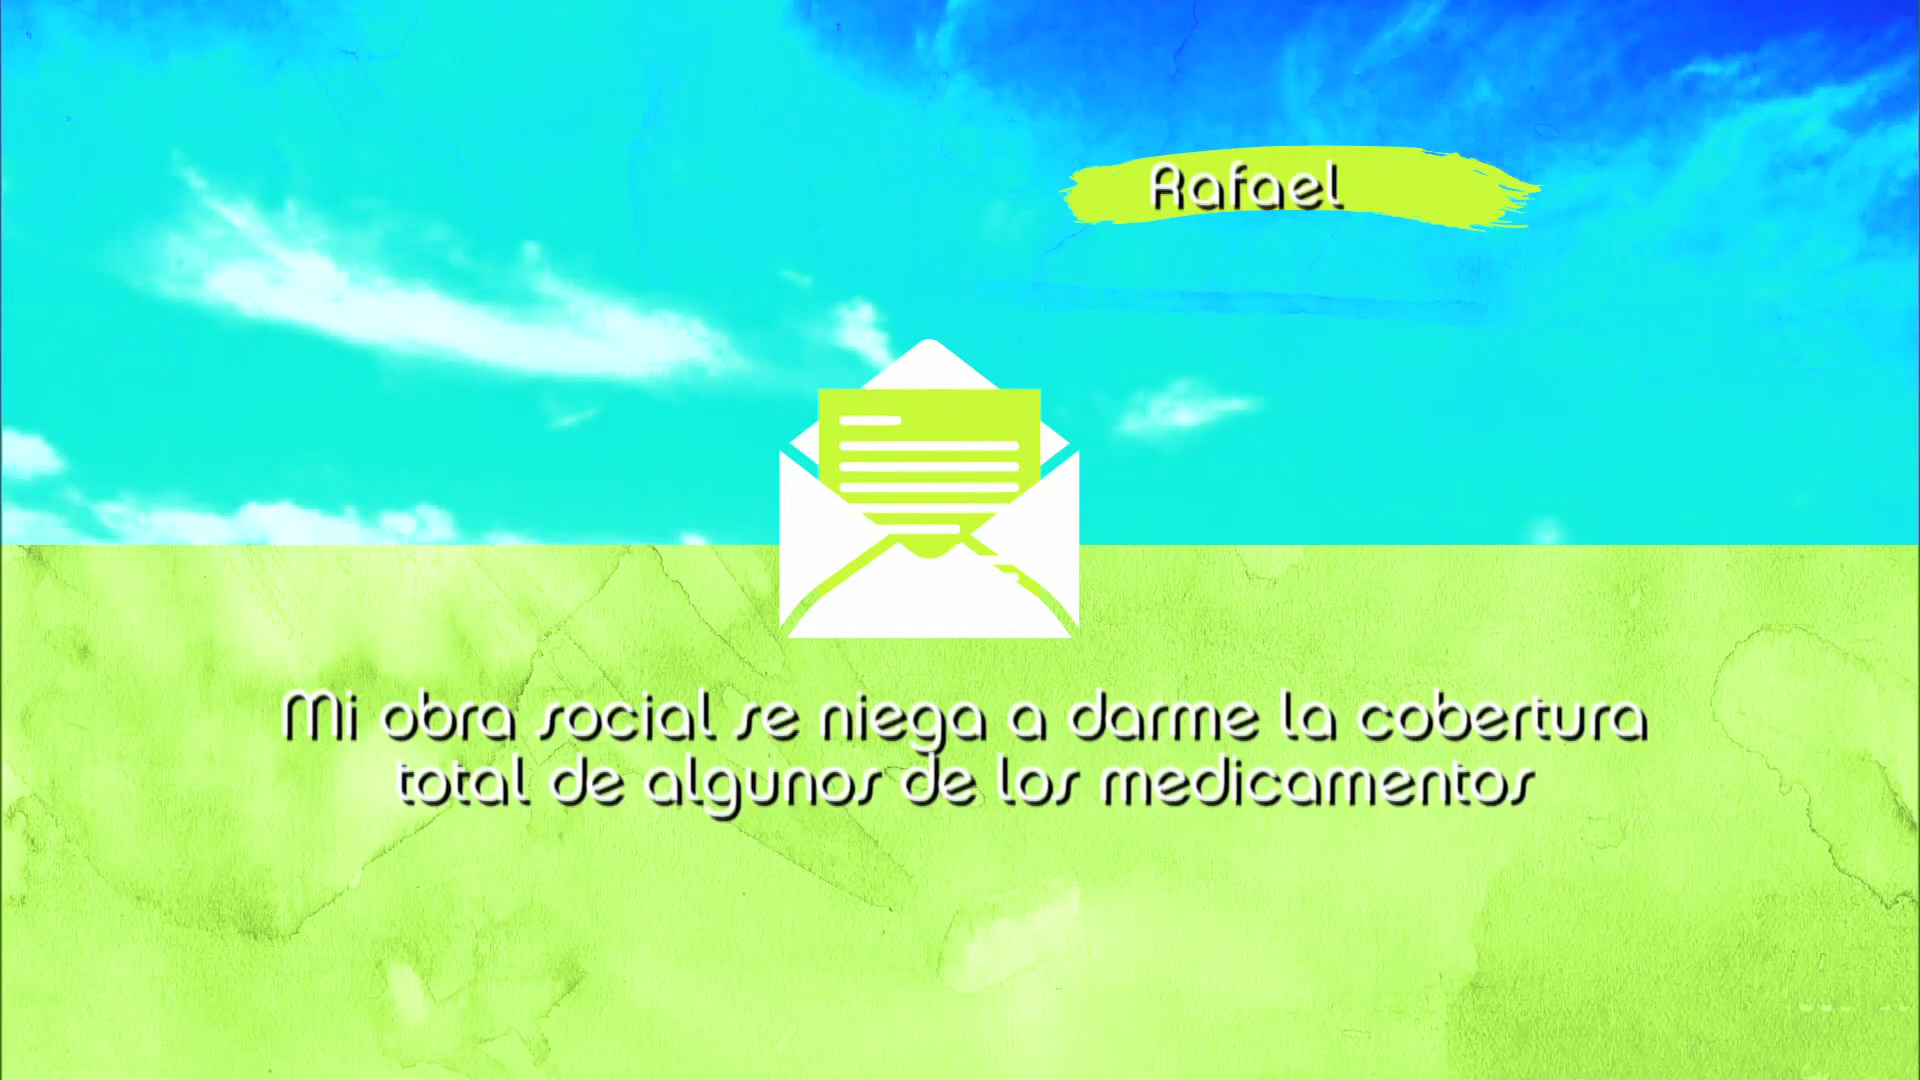 Rafael
Mi obra social se niega a darme la cobertura
total de algunos de los medicamentos